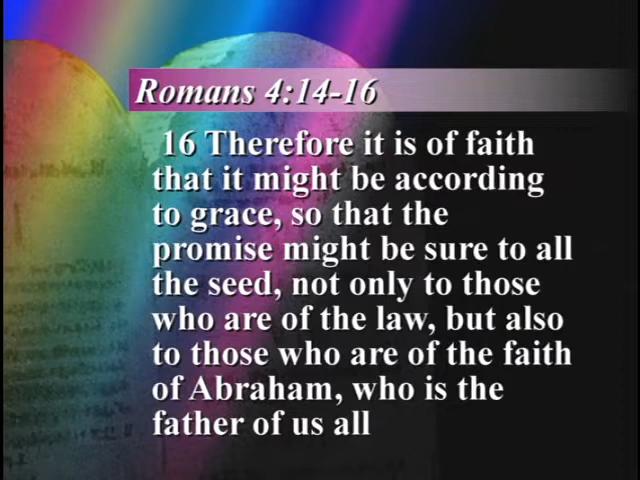 Romans 4:14-16
16 Therefore it is of faith
that it might be according
to grace, so that the
promise might be sure to all
the seed, not only to those
who are of the law, but also
to those who are of the faith
of Abraham, who is the
father of us all